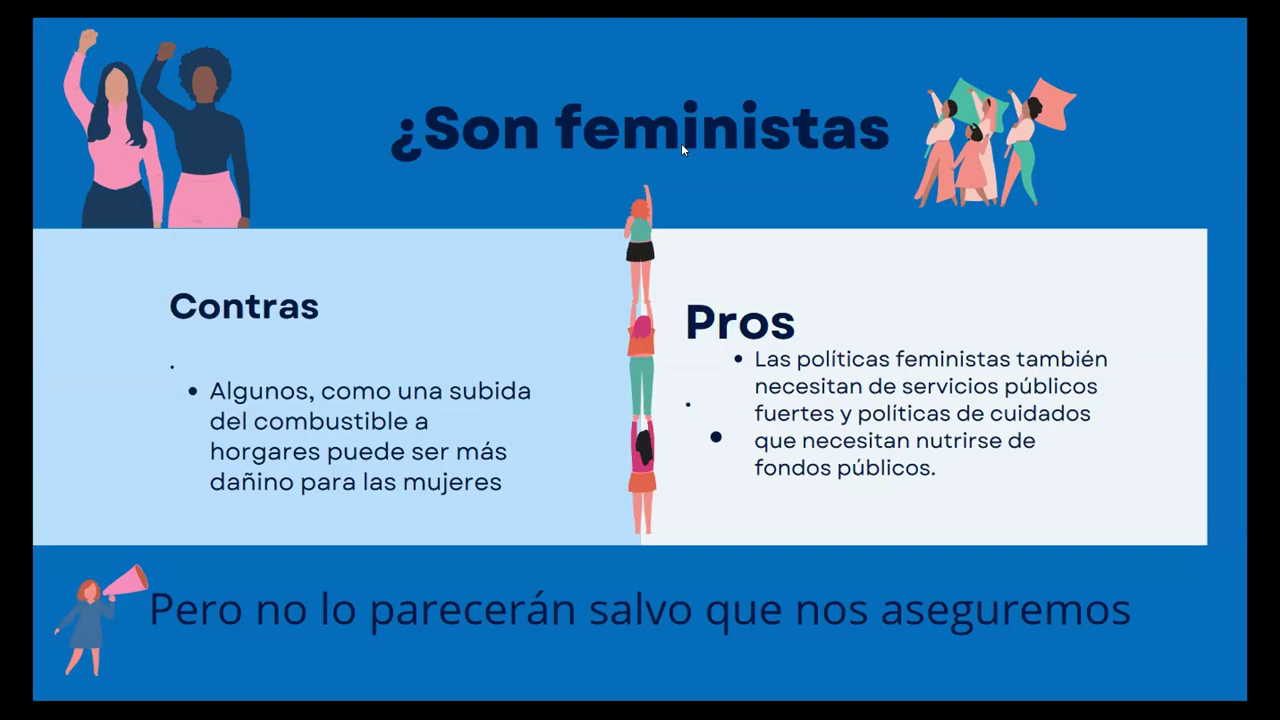 ¿Son feministas
Contras
Algunos, como una subida
del combustible a
horgares puede ser más
dañino para las mujeres
Pros
Las políticas feministas también
necesitan de servicios públicos
fuertes y políticas de cuidados
que necesitan nutrirse de
fondos públicos.
Pero no lo parecerán salvo que nos aseguremos